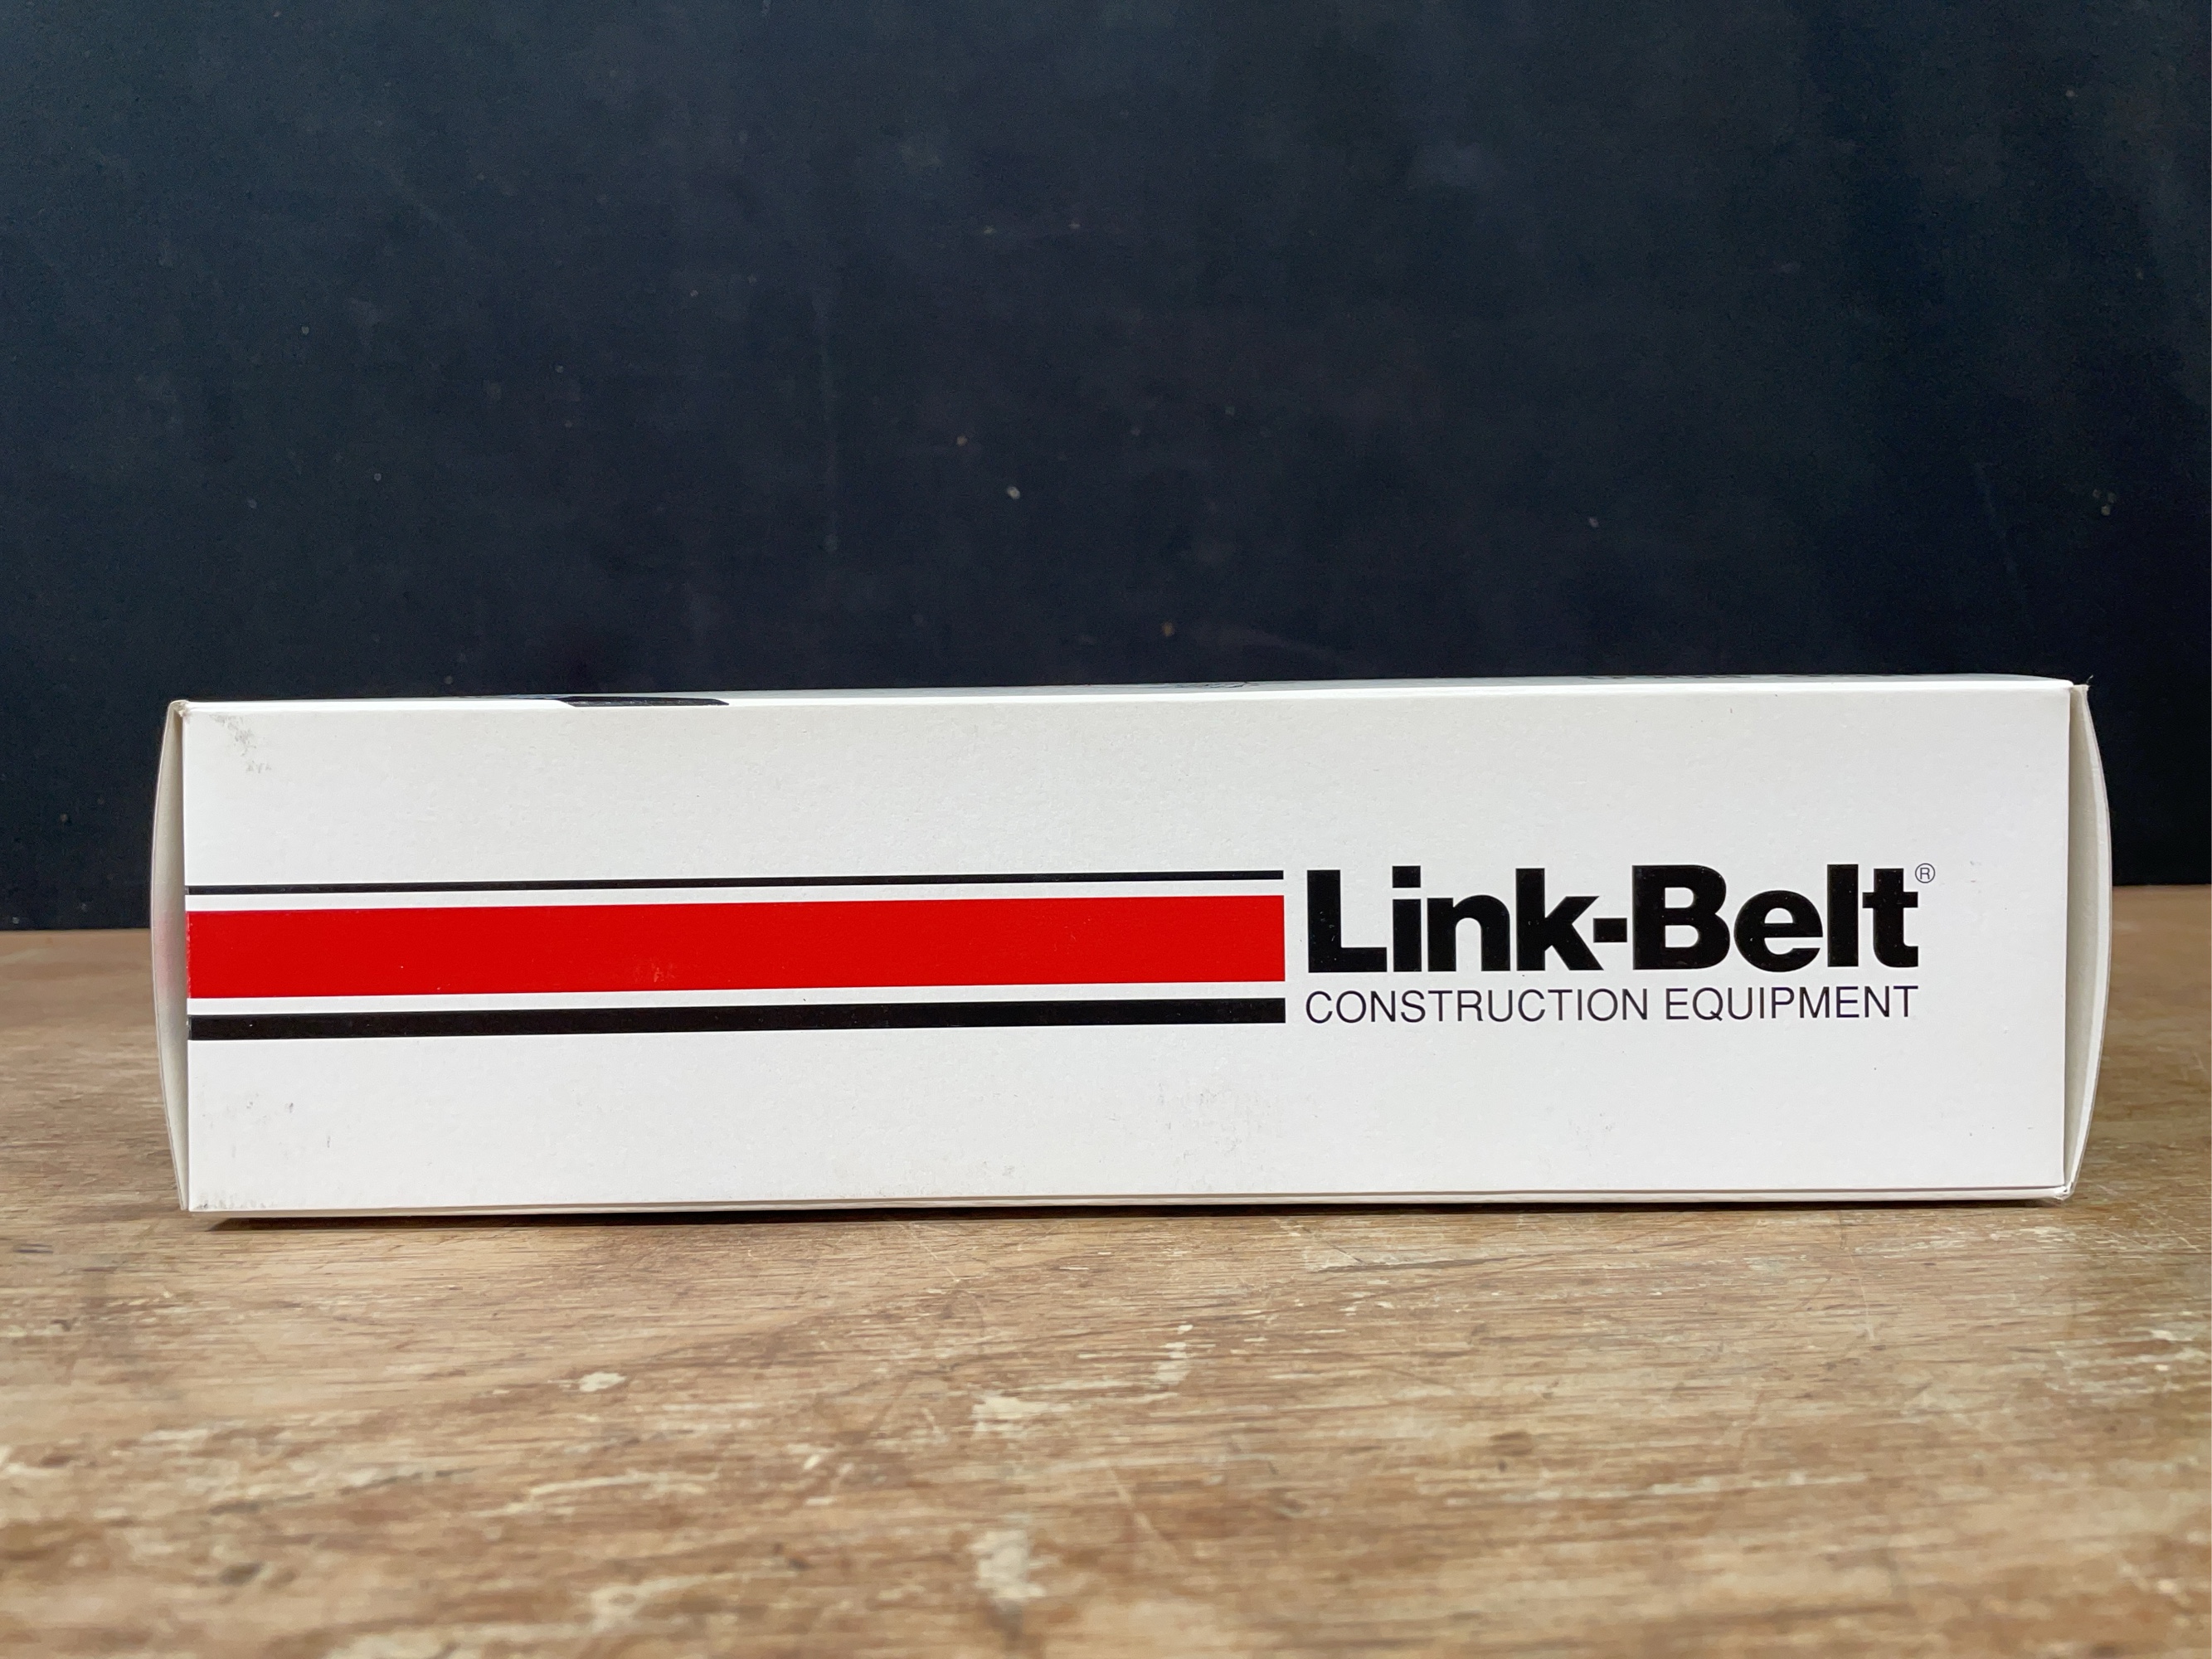 Link-Belt®
CONSTRUCTION EQUIPMENT